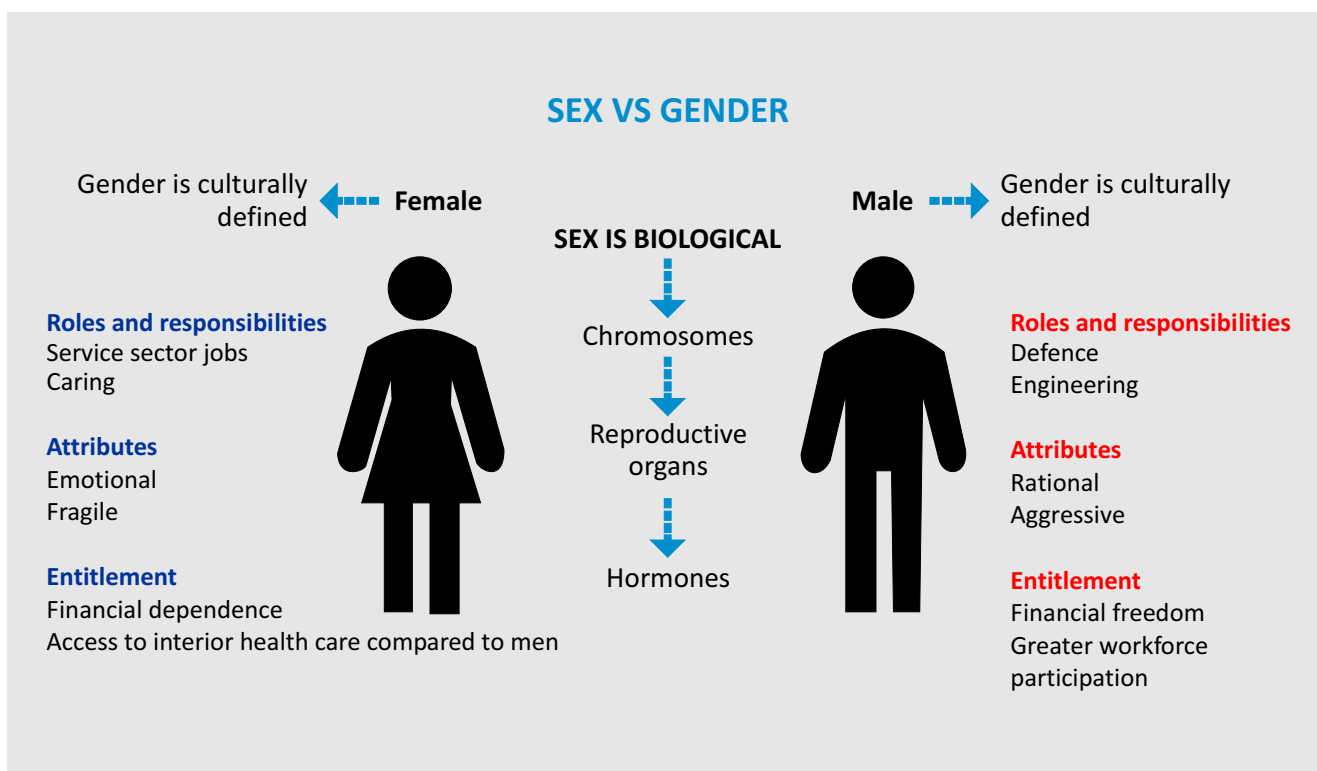 SEX VS GENDER
Gender is culturally
defined
Female
Male
Gender is culturally
defined
SEX IS BIOLOGICAL
Chromosomes
Reproductive
organs
Hormones
Roles and responsibilities
Service sector jobs
Caring
Attributes
Emotional
Fragile
Entitlement
Financial dependence
Access to interior health care compared to men
Roles and responsibilities
Defence
Engineering
Attributes
Rational
Aggressive
Entitlement
Financial freedom
Greater workforce
participation